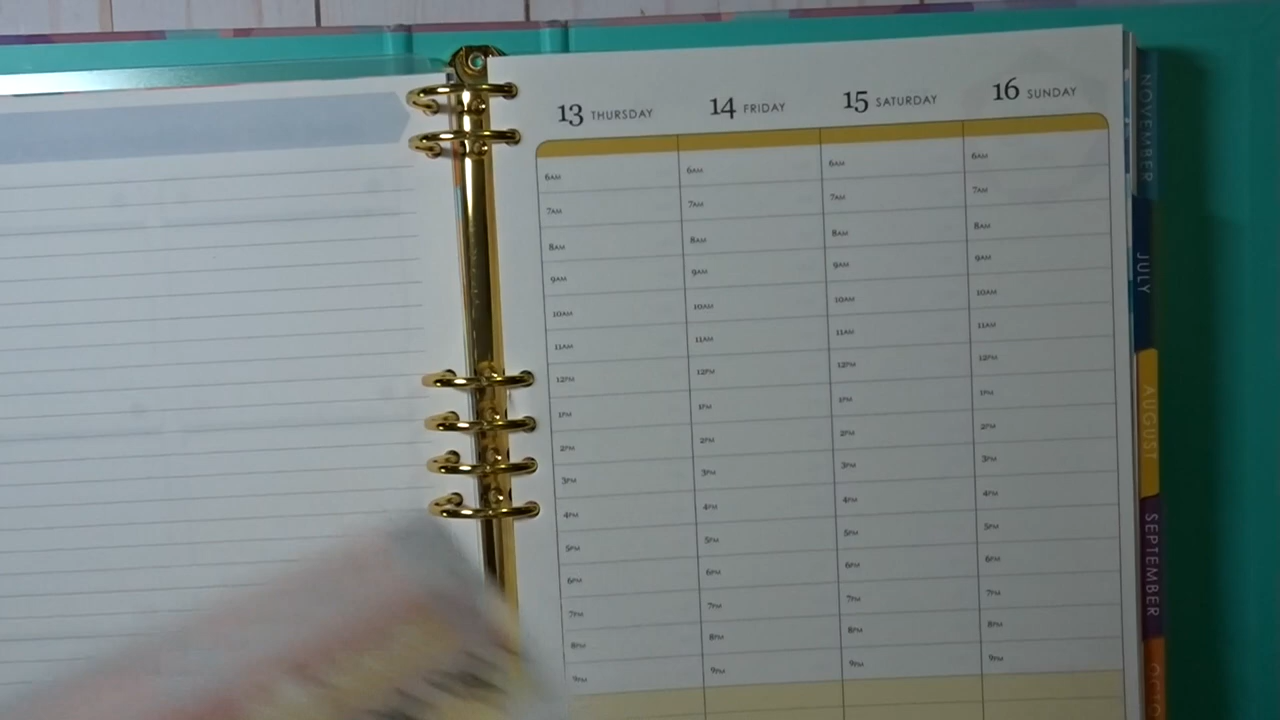 13 THURSDAY 14 FRIDAY 15 SATURDAY 16 SUNDAY
6AM 6AM 6AM 6AM
7AM 7AM 7AM 7AM
8AM 8AM 8AM 8AM
9AM 9AM 9AM 9AM
10AM 10AM 10AM 10AM
11AM 11AM 11AM 11AM
12PM 12PM 12PM 12PM
1PM 1PM 1PM 1PM
2PM 2PM 2PM 2PM
3PM 3PM 3PM 3PM
4PM 4PM 4PM 4PM
5PM 5PM 5PM 5PM
6PM 6PM 6PM 6PM
7PM 7PM 7PM 7PM
8PM 8PM 8PM 8PM
9PM 9PM 9PM 9PM
NOVEMBER
JULY
AUGUST
SEPTEMBER